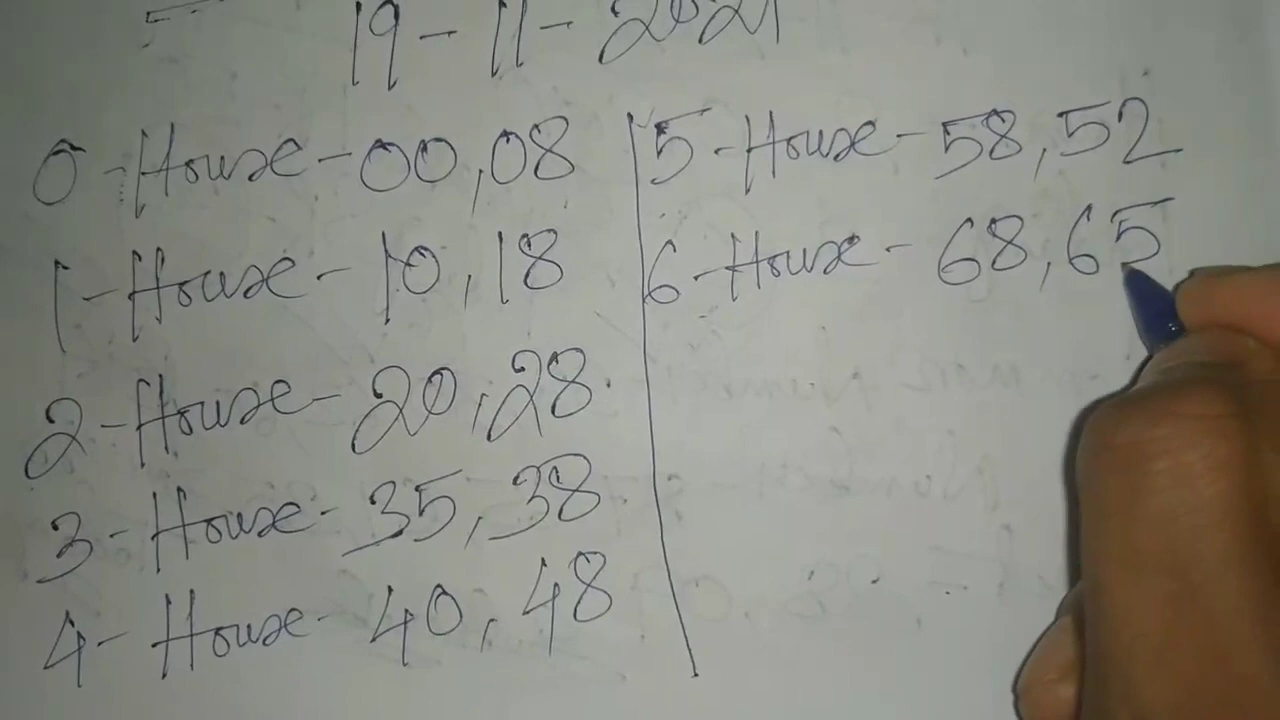 19-11-2021
0-House-00,08
1-House-10,18
2-House-20,28
3-House-35,38
4-House-40,48
5-House-58,52
6-House-68,65